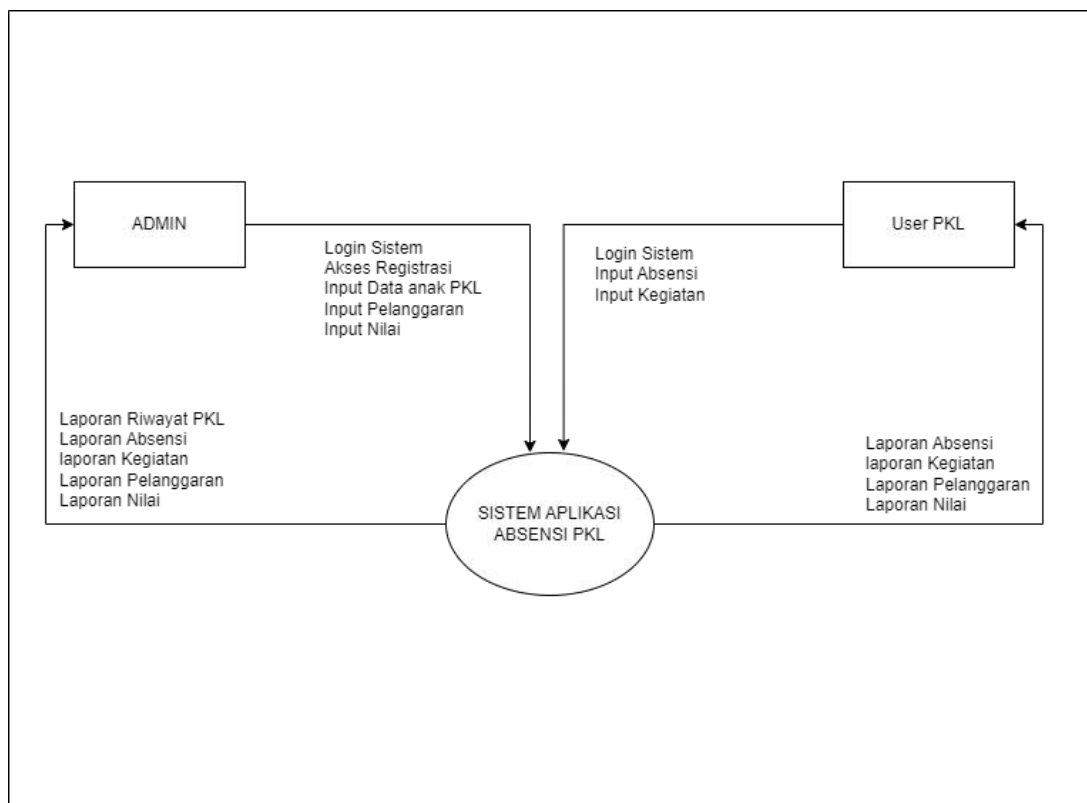 ADMIN
User PKL
Login Sistem
Akses Registrasi
Input Data anak PKL
Input Pelanggaran
Input Nilai
Login Sistem
Input Absensi
Input Kegiatan
Laporan Riwayat PKL
Laporan Absensi
laporan Kegiatan
Laporan Pelanggaran
Laporan Nilai
SISTEM APLIKASI
ABSENSI PKL
Laporan Absensi
laporan Kegiatan
Laporan Pelanggaran
Laporan Nilai